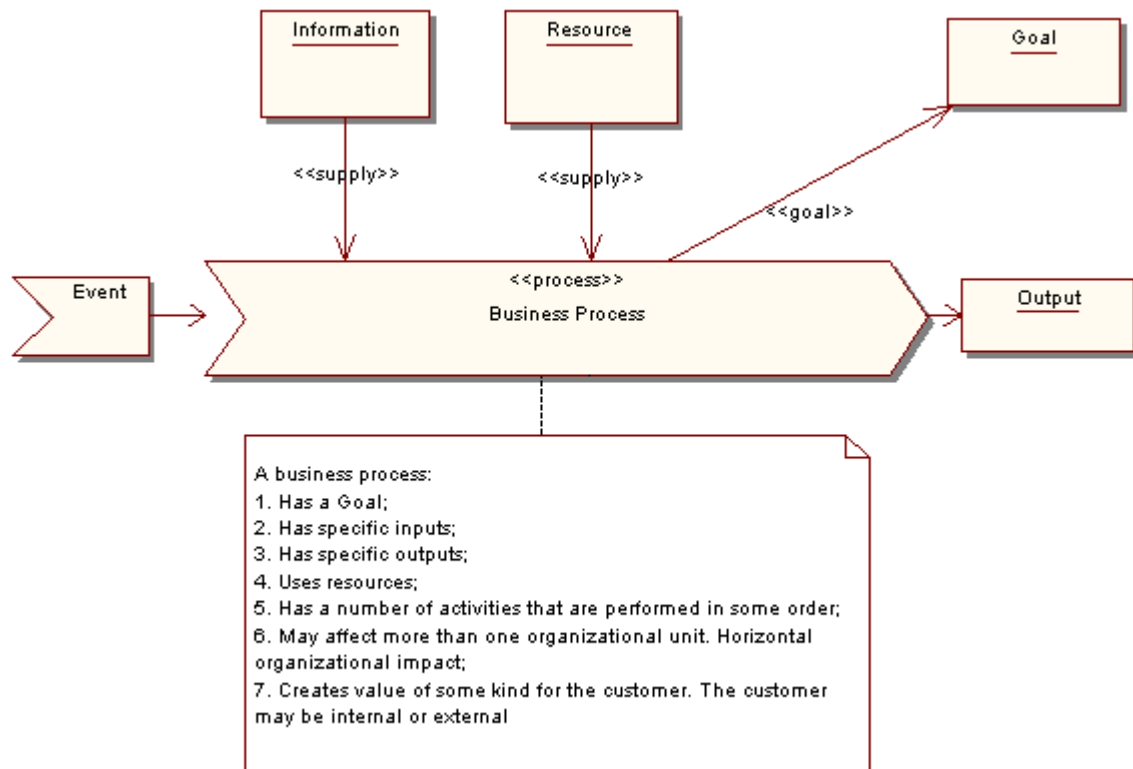 Information
Resource
Goal
<<supply>>
<<supply>>
<<goal>>
<<process>>
Event
Business Process
Output
A business process:
1. Has a Goal;
2. Has specific inputs;
3. Has specific outputs;
4. Uses resources;
5. Has a number of activities that are performed in some order;
6. May affect more than one organizational unit. Horizontal
organizational impact;
7. Creates value of some kind for the customer. The customer
may be internal or external